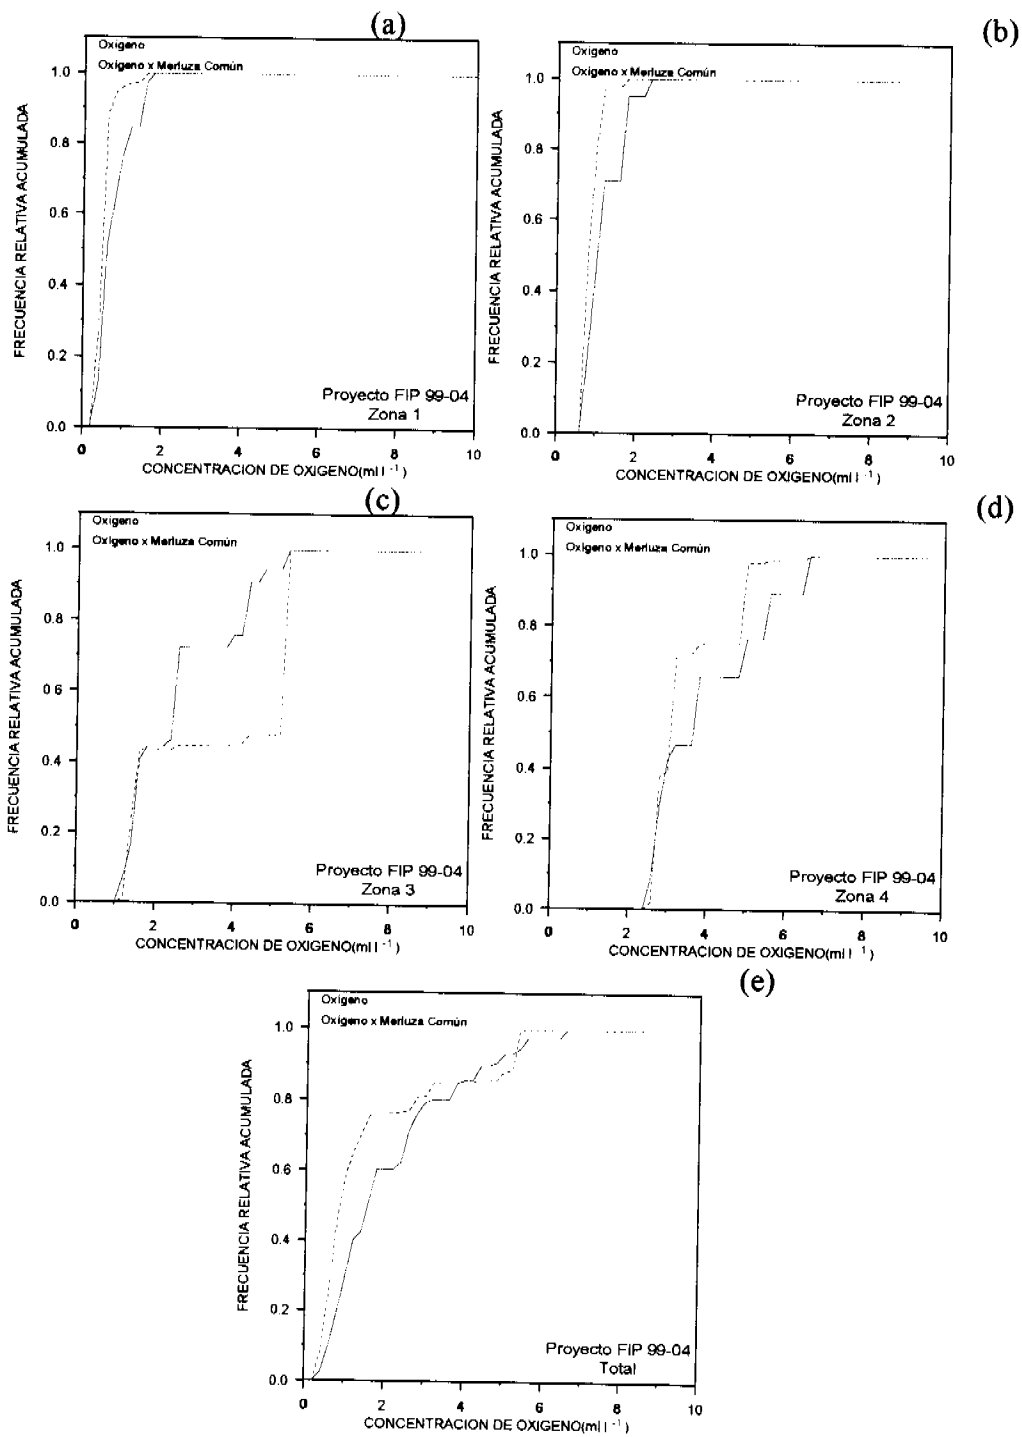 (a)
Oxigeno
Oxigeno x Merluza Común
FRECUENCIA RELATIVA ACUMULADA
1.0
0.8
0.6
0.4
0.2
0.0
Proyecto FIP 99-04
Zona 1
0 2 4 6 8 10
CONCENTRACION DE OXIGENO(ml l -1)
(b)
Oxigeno
Oxigeno x Merluza Común
FRECUENCIA RELATIVA ACUMULADA
1.0
0.8
0.6
0.4
0.2
0.0
Proyecto FIP 99-04
Zona 2
0 2 4 6 8 10
CONCENTRACION DE OXIGENO(ml l -1)
(c)
Oxigeno
Oxigeno x Merluza Común
FRECUENCIA RELATIVA ACUMULADA
1.0
0.8
0.6
0.4
0.2
0.0
Proyecto FIP 99-04
Zona 3
0 2 4 6 8 10
CONCENTRACION DE OXIGENO(ml l -1)
(d)
Oxigeno
Oxigeno x Merluza Común
FRECUENCIA RELATIVA ACUMULADA
1.0
0.8
0.6
0.4
0.2
0.0
Proyecto FIP 99-04
Zona 4
0 2 4 6 8 10
CONCENTRACION DE OXIGENO(ml l -1)
(e)
Oxigeno
Oxigeno x Merluza Común
FRECUENCIA RELATIVA ACUMULADA
1.0
0.8
0.6
0.4
0.2
0.0
Proyecto FIP 99-04
Total
0 2 4 6 8 10
CONCENTRACION DE OXIGENO(ml l -1)